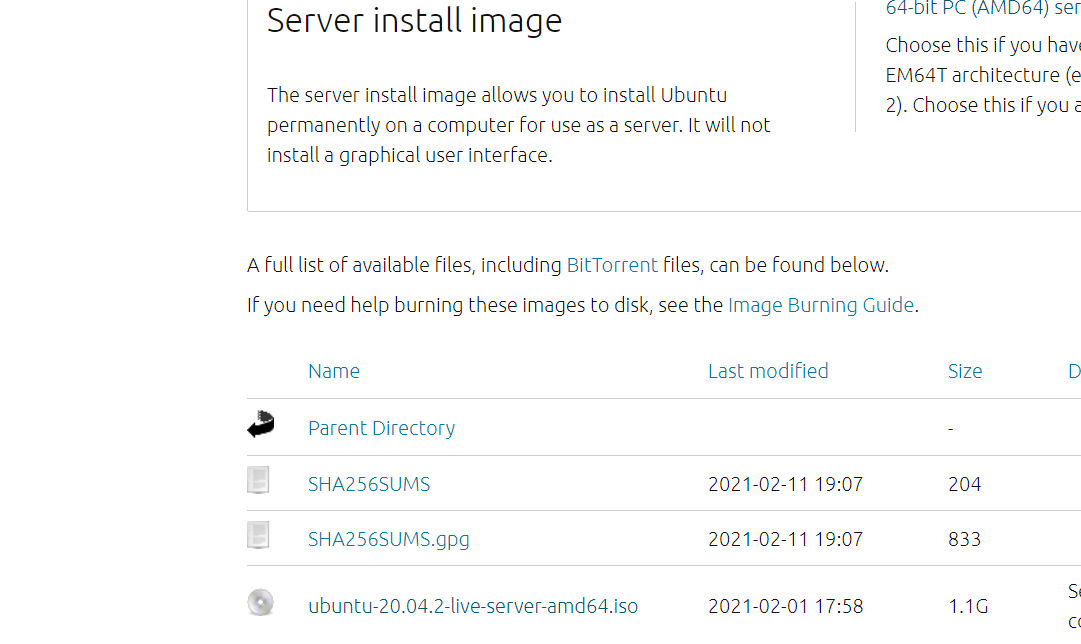 Server install image
The server install image allows you to install Ubuntu
permanently on a computer for use as a server. It will not
install a graphical user interface.
64-bit PC (AMD64) ser
Choose this if you have
EM64T architecture (e
2). Choose this if you a
A full list of available files, including BitTorrent files, can be found below.
If you need help burning these images to disk, see the Image Burning Guide.
Name Last modified Size D
Parent Directory -
SHA256SUMS 2021-02-11 19:07 204
SHA256SUMS.gpg 2021-02-11 19:07 833
ubuntu-20.04.2-live-server-amd64.iso 2021-02-01 17:58 1.1G